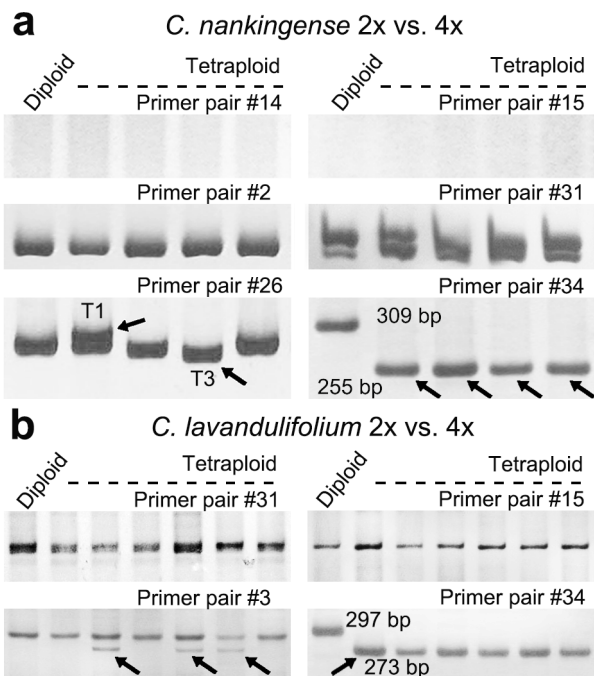 a
C. nankingense 2x vs. 4x
Diploid
Tetraploid
Primer pair #14
Primer pair #2
Primer pair #26
T1
T3
Diploid
Tetraploid
Primer pair #15
Primer pair #31
Primer pair #34
309 bp
255 bp
b
C. lavandulifolium 2x vs. 4x
Diploid
Tetraploid
Primer pair #31
Primer pair #3
Diploid
Tetraploid
Primer pair #15
Primer pair #34
297 bp
273 bp